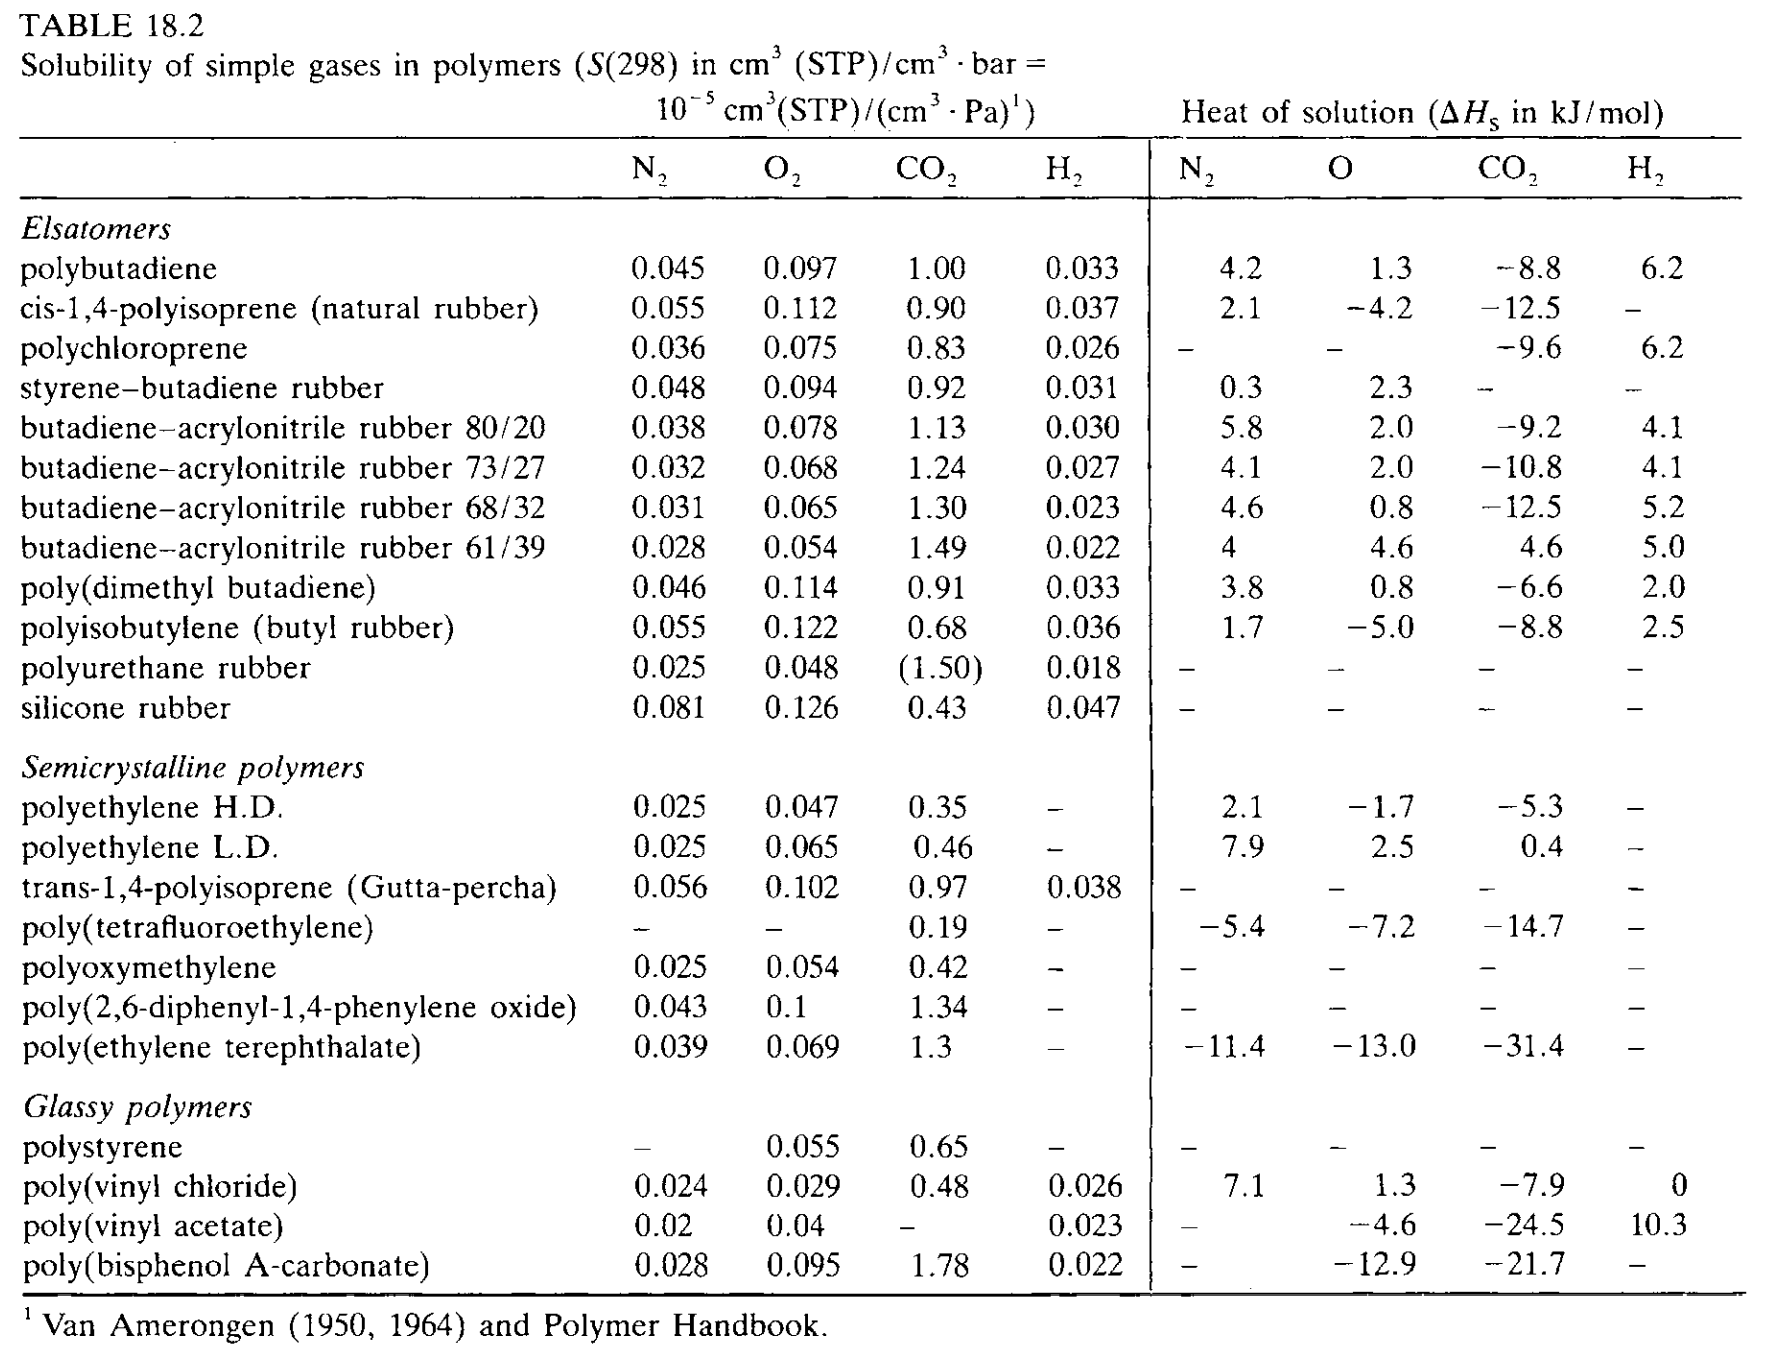 TABLE 18.2
Solubility of simple gases in polymers (S(298) in cm³ (STP)/cm³ · bar =
10⁻⁵ cm³(STP)/(cm³ · Pa)¹) Heat of solution (ΔHₛ in kJ/mol)
N₂ O₂ CO₂ H₂ N₂ O CO₂ H₂
Elsatomers
polybutadiene 0.045 0.097 1.00 0.033 4.2 1.3 −8.8 6.2
cis-1,4-polyisoprene (natural rubber) 0.055 0.112 0.90 0.037 2.1 −4.2 −12.5 –
polychloroprene 0.036 0.075 0.83 0.026 – – −9.6 6.2
styrene–butadiene rubber 0.048 0.094 0.92 0.031 0.3 2.3 – –
butadiene–acrylonitrile rubber 80/20 0.038 0.078 1.13 0.030 5.8 2.0 −9.2 4.1
butadiene–acrylonitrile rubber 73/27 0.032 0.068 1.24 0.027 4.1 2.0 −10.8 4.1
butadiene–acrylonitrile rubber 68/32 0.031 0.065 1.30 0.023 4.6 0.8 −12.5 5.2
butadiene–acrylonitrile rubber 61/39 0.028 0.054 1.49 0.022 4 4.6 4.6 5.0
poly(dimethyl butadiene) 0.046 0.114 0.91 0.033 3.8 0.8 −6.6 2.0
polyisobutylene (butyl rubber) 0.055 0.122 0.68 0.036 1.7 −5.0 −8.8 2.5
polyurethane rubber 0.025 0.048 (1.50) 0.018 – – – –
silicone rubber 0.081 0.126 0.43 0.047 – – – –
Semicrystalline polymers
polyethylene H.D. 0.025 0.047 0.35 – 2.1 −1.7 −5.3 –
polyethylene L.D. 0.025 0.065 0.46 – 7.9 2.5 0.4 –
trans-1,4-polyisoprene (Gutta-percha) 0.056 0.102 0.97 0.038 – – – –
poly(tetrafluoroethylene) – – 0.19 – −5.4 −7.2 −14.7 –
polyoxymethylene 0.025 0.054 0.42 – – – – –
poly(2,6-diphenyl-1,4-phenylene oxide) 0.043 0.1 1.34 – – – – –
poly(ethylene terephthalate) 0.039 0.069 1.3 – −11.4 −13.0 −31.4 –
Glassy polymers
polystyrene – 0.055 0.65 – – – – –
poly(vinyl chloride) 0.024 0.029 0.48 0.026 7.1 1.3 −7.9 0
poly(vinyl acetate) 0.02 0.04 – 0.023 – −4.6 −24.5 10.3
poly(bisphenol A-carbonate) 0.028 0.095 1.78 0.022 – −12.9 −21.7 –
¹ Van Amerongen (1950, 1964) and Polymer Handbook.